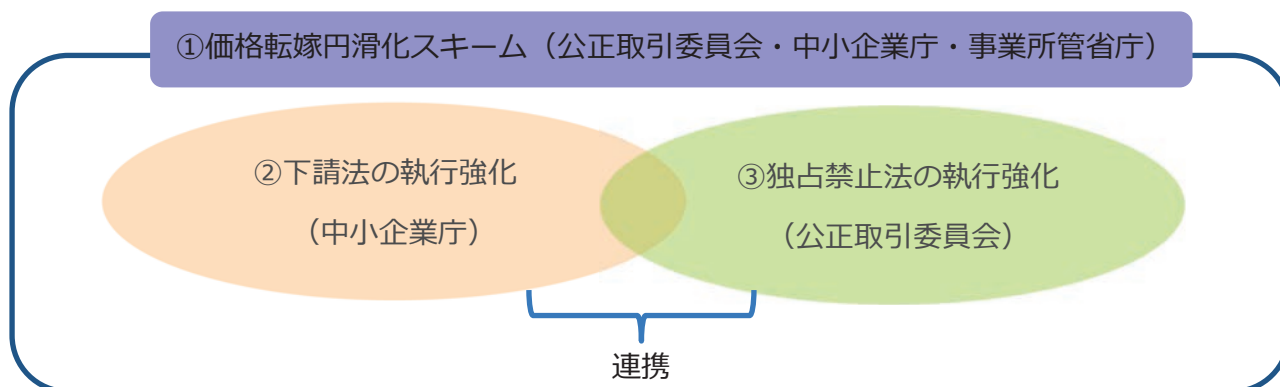 ①価格転嫁円滑化スキーム（公正取引委員会・中小企業庁・事業所管省庁）
②下請法の執行強化
（中小企業庁）
③独占禁止法の執行強化
（公正取引委員会）
連携